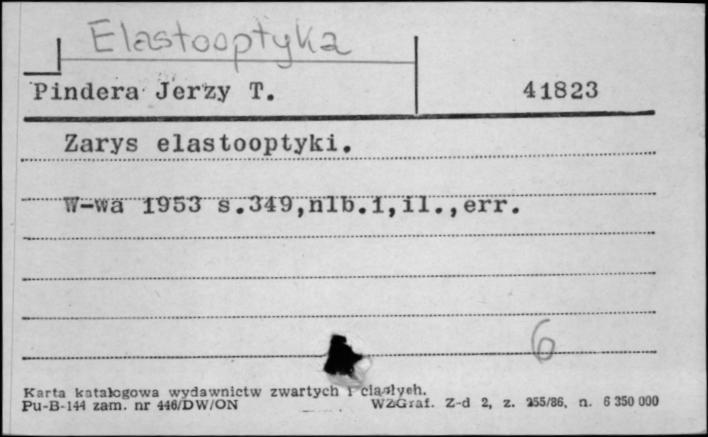 Elastooptyka
Pindera Jerzy T. 41823
Zarys elastooptyki.
W-wa 1953 s.349,nlb.1,il.,err.
6
Karta katalogowa wydawnictw zwartych i ciągłych.
Pu-B-144 zam. nr 446/DW/ON WZGraf. Z-d 2, z. 255/86, n. 6 350 000